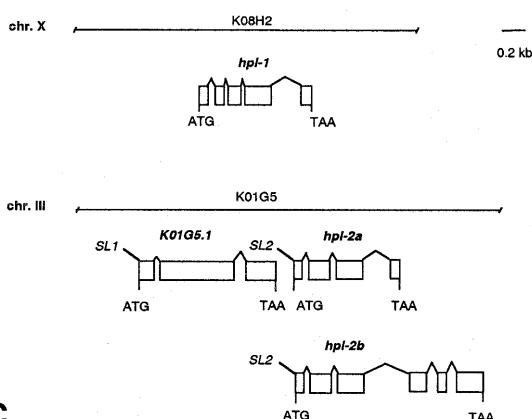 chr. X
K08H2
0.2 kb
hpl-1
ATG TAA
K01G5
chr. III
SL1 K01G5.1 SL2 hpl-2a
ATG TAA ATG TAA
hpl-2b
SL2
ATG TAA